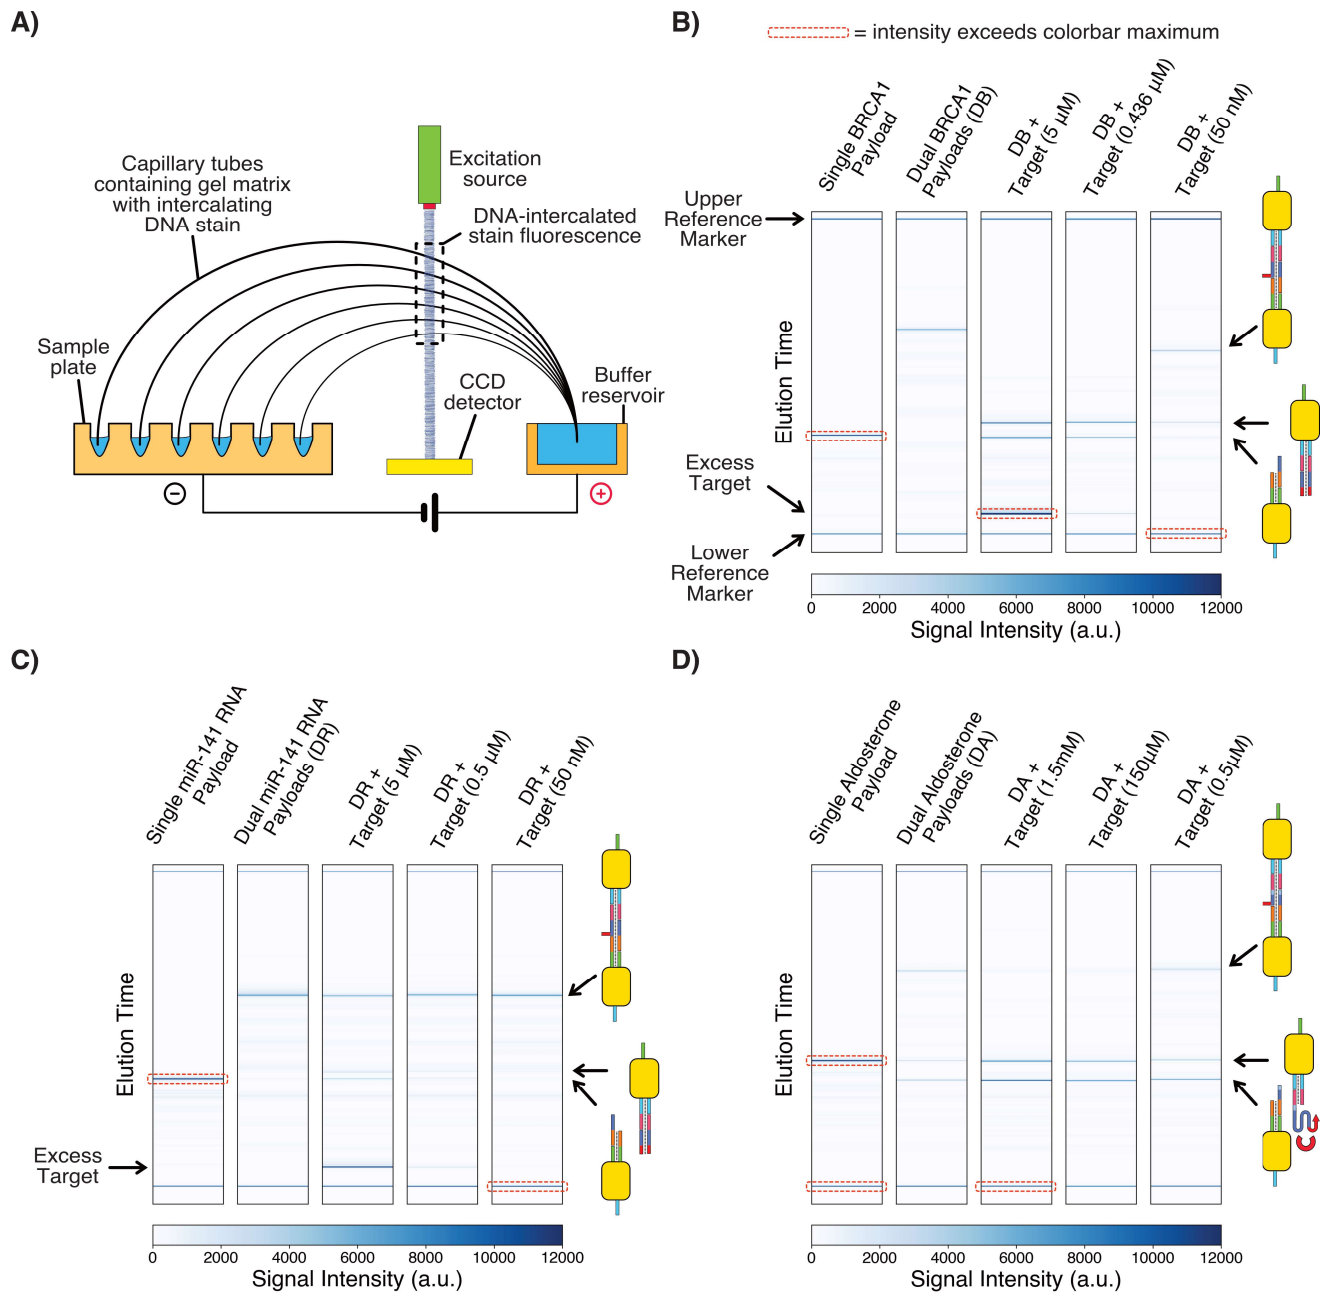 A)
Capillary tubes
containing gel matrix
with intercalating
DNA stain
Excitation
source
DNA-intercalated
stain fluorescence
Sample
plate
CCD
detector
Buffer
reservoir
−
+
B)
= intensity exceeds colorbar maximum
Single BRCA1
Payload
Dual BRCA1
Payloads (DB)
DB +
Target (5 µM)
DB +
Target (0.436 µM)
DB +
Target (50 nM)
Upper
Reference
Marker
Elution Time
Excess
Target
Lower
Reference
Marker
0 2000 4000 6000 8000 10000 12000
Signal Intensity (a.u.)
C)
Single miR-141 RNA
Payload
Dual miR-141 RNA
Payloads (DR)
DR +
Target (5 µM)
DR +
Target (0.5 µM)
DR +
Target (50 nM)
Elution Time
Excess
Target
0 2000 4000 6000 8000 10000 12000
Signal Intensity (a.u.)
D)
Single Aldosterone
Payload
Dual Aldosterone
Payloads (DA)
DA +
Target (1.5mM)
DA +
Target (150µM)
DA +
Target (0.5µM)
Elution Time
0 2000 4000 6000 8000 10000 12000
Signal Intensity (a.u.)